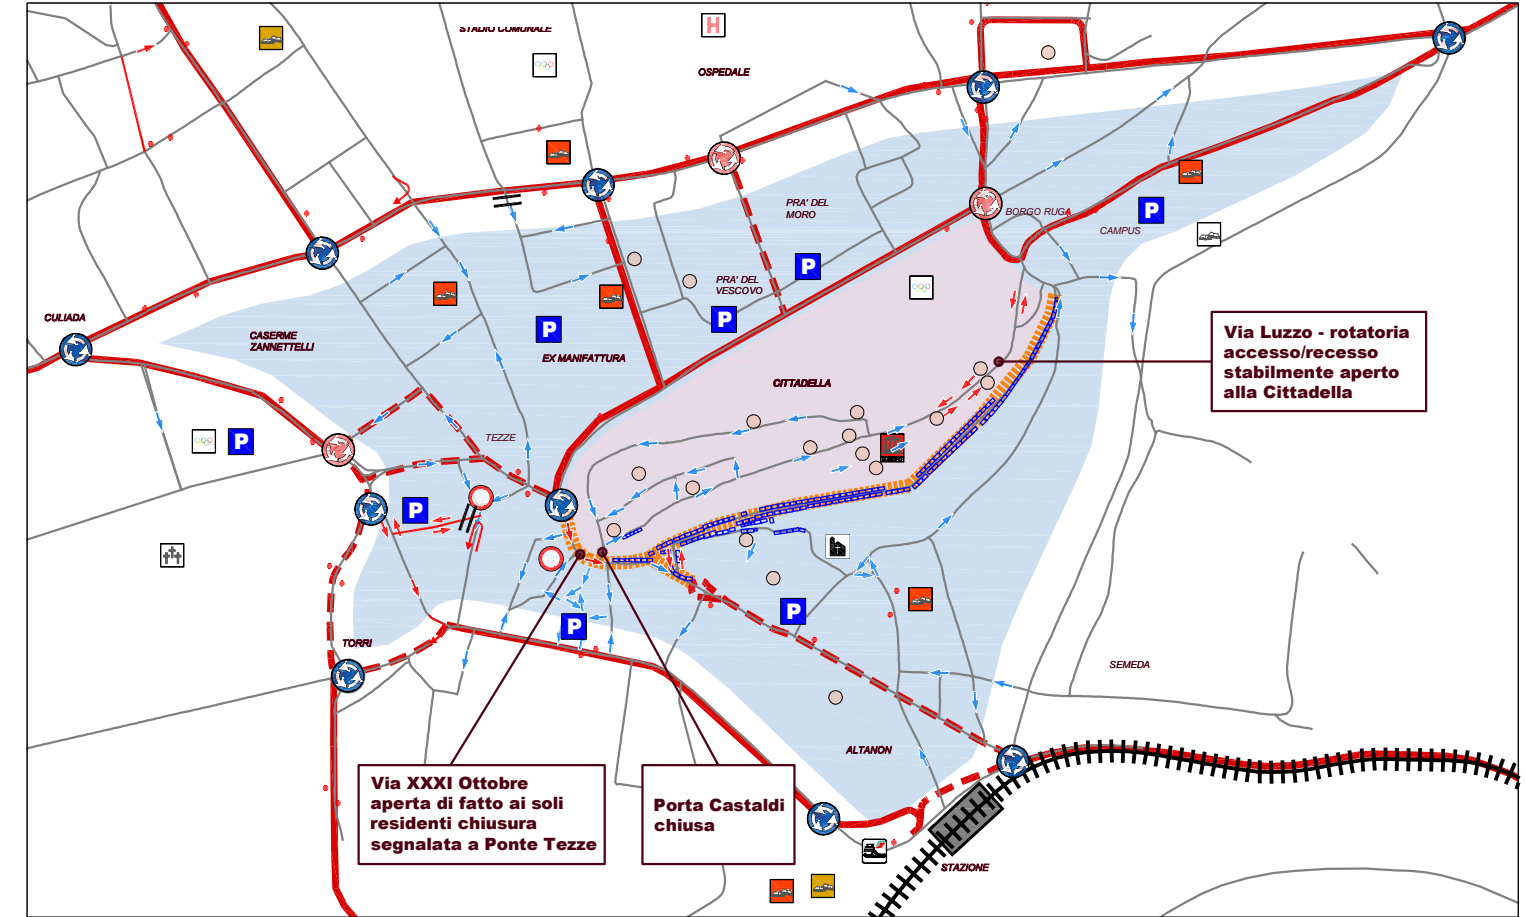 STADIO COMUNALE
H
OSPEDALE
PRA' DEL
MORO
BORGO RUGA
P
CAMPUS
P
PRA' DEL
VESCOVO
P
CULIADA
CASERME
ZANNETTELLI
P
EX MANIFATTURA
CITTADELLA
Via Luzzo - rotatoria
accesso/recesso
stabilmente aperto
alla Cittadella
P
TEZZE
P
P
P
TORRI
SEMEDA
ALTANON
Via XXXI Ottobre
aperta di fatto ai soli
residenti chiusura
segnalata a Ponte Tezze
Porta Castaldi
chiusa
STAZIONE